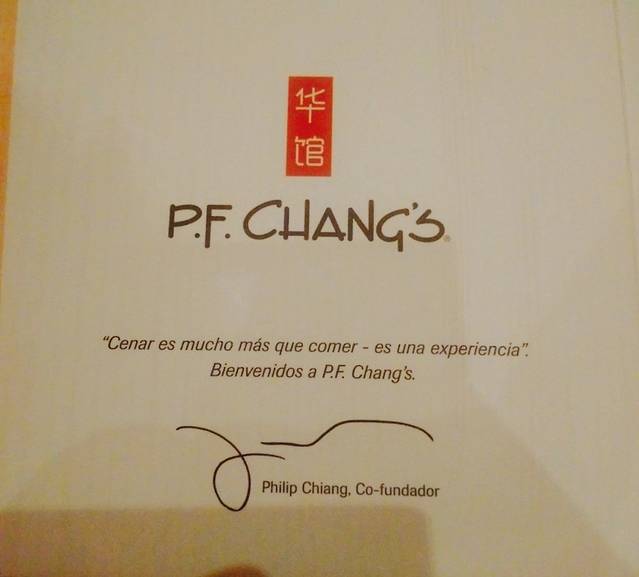 华
馆
P.F. CHANG'S®
“Cenar es mucho más que comer - es una experiencia”.
Bienvenidos a P.F. Chang's.
Philip Chiang, Co-fundador